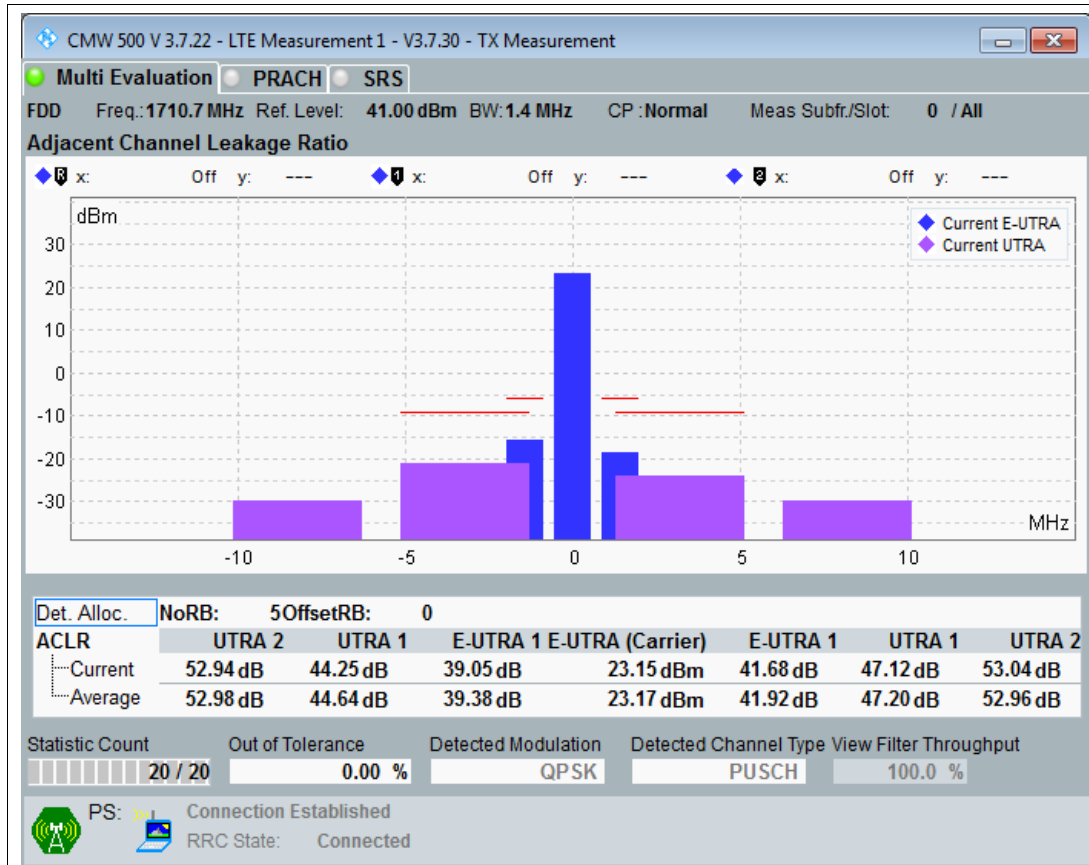 CMW 500 V 3.7.22 - LTE Measurement 1 - V3.7.30 - TX Measurement
Multi Evaluation PRACH SRS
FDD Freq.: 1710.7 MHz Ref. Level: 41.00 dBm BW: 1.4 MHz CP : Normal Meas Subfr./Slot: 0 / All
Adjacent Channel Leakage Ratio
R x: Off y: --- 1 x: Off y: --- 2 x: Off y: ---
dBm
Current E-UTRA
Current UTRA
30
20
10
0
-10
-20
-30
MHz
-10 -5 0 5 10
Det. Alloc. NoRB: 5 OffsetRB: 0
ACLR UTRA 2 UTRA 1 E-UTRA 1 E-UTRA (Carrier) E-UTRA 1 UTRA 1 UTRA 2
Current 52.94 dB 44.25 dB 39.05 dB 23.15 dBm 41.68 dB 47.12 dB 53.04 dB
Average 52.98 dB 44.64 dB 39.38 dB 23.17 dBm 41.92 dB 47.20 dB 52.96 dB
Statistic Count Out of Tolerance Detected Modulation Detected Channel Type View Filter Throughput
20 / 20 0.00 % QPSK PUSCH 100.0 %
PS: Connection Established
RRC State: Connected